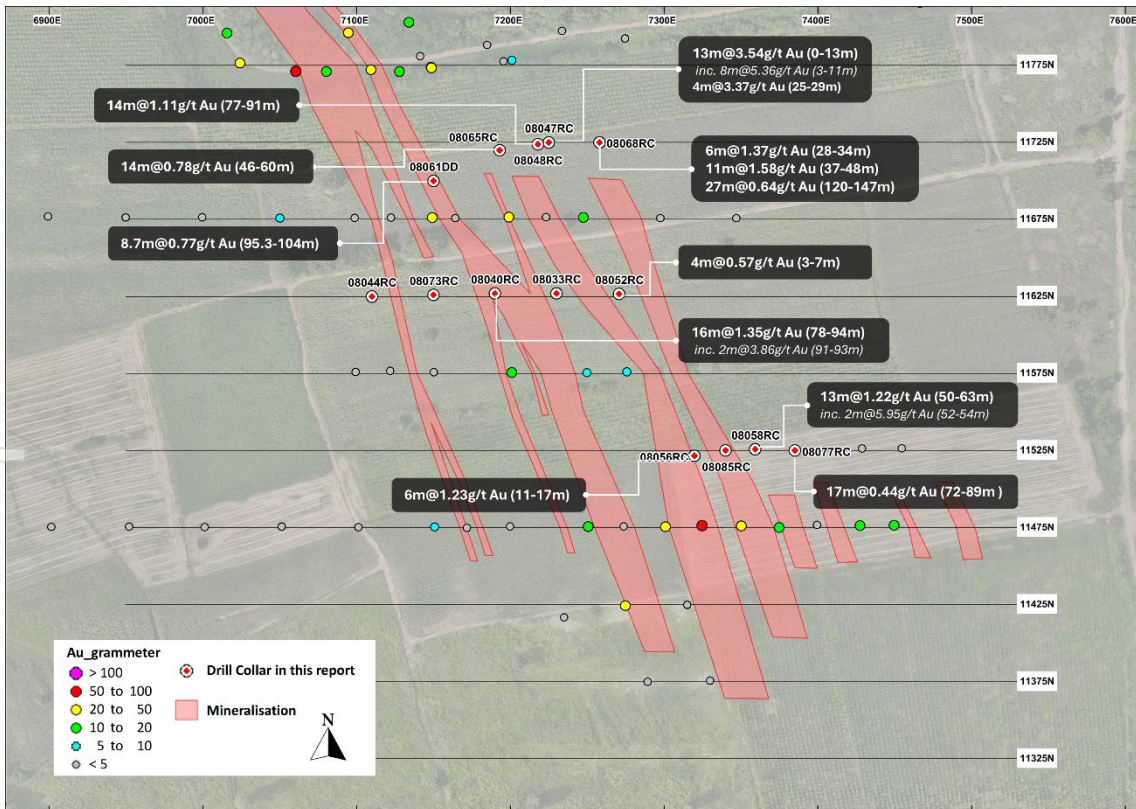 6900E
7000E
7100E
7200E
7300E
7400E
7500E
7600E
11775N
13m@3.54g/t Au (0-13m)
inc. 8m@5.36g/t Au (3-11m)
4m@3.37g/t Au (25-29m)
14m@1.11g/t Au (77-91m)
08047RC
11725N
08065RC
08048RC
08068RC
14m@0.78g/t Au (46-60m)
08061DD
6m@1.37g/t Au (28-34m)
11m@1.58g/t Au (37-48m)
27m@0.64g/t Au (120-147m)
11675N
8.7m@0.77g/t Au (95.3-104m)
4m@0.57g/t Au (3-7m)
08044RC
08073RC
08040RC
08033RC
08052RC
11625N
16m@1.35g/t Au (78-94m)
inc. 2m@3.86g/t Au (91-93m)
11575N
13m@1.22g/t Au (50-63m)
inc. 2m@5.95g/t Au (52-54m)
08058RC
11525N
08056RC
08085RC
08077RC
6m@1.23g/t Au (11-17m)
17m@0.44g/t Au (72-89m )
11475N
11425N
11375N
11325N
Au_grammeter
> 100
50 to 100
20 to 50
10 to 20
5 to 10
< 5
Drill Collar in this report
Mineralisation
N